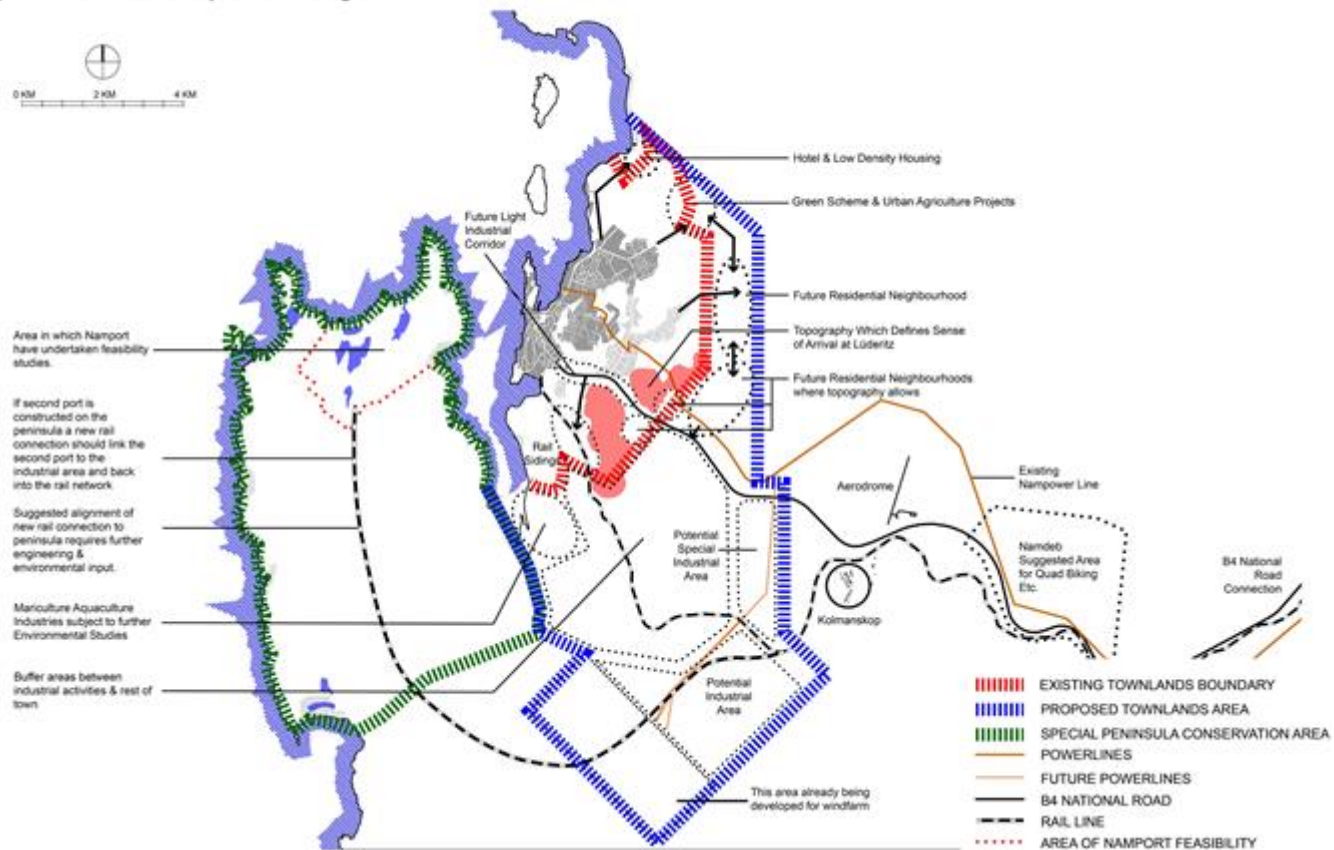 0 KM 2 KM 4 KM
Hotel & Low Density Housing
Green Scheme & Urban Agriculture Projects
Future Light
Industrial
Corridor
Future Residential Neighbourhood
Topography Which Defines Sense
of Arrival at Lüderitz
Future Residential Neighbourhoods
where topography allows
Area in which Namport
have undertaken feasibility
studies.
If second port is
constructed on the
peninsula a new rail
connection should link the
second port to the
industrial area and back
into the rail network
Suggested alignment of
new rail connection to
peninsula requires further
engineering &
environmental input.
Mariculture Aquaculture
Industries subject to further
Environmental Studies
Buffer areas between
industrial activities & rest of
town
Rail
Sidings
Potential
Special
Industrial
Area
Aerodrome
Existing
Nampower Line
Namdeb
Suggested Area
for Quad Biking
Etc.
B4 National
Road
Connection
Kolmanskop
Potential
Industrial
Area
This area already being
developed for windfarm
EXISTING TOWNLANDS BOUNDARY
PROPOSED TOWNLANDS AREA
SPECIAL PENINSULA CONSERVATION AREA
POWERLINES
FUTURE POWERLINES
B4 NATIONAL ROAD
RAIL LINE
AREA OF NAMPORT FEASIBILITY